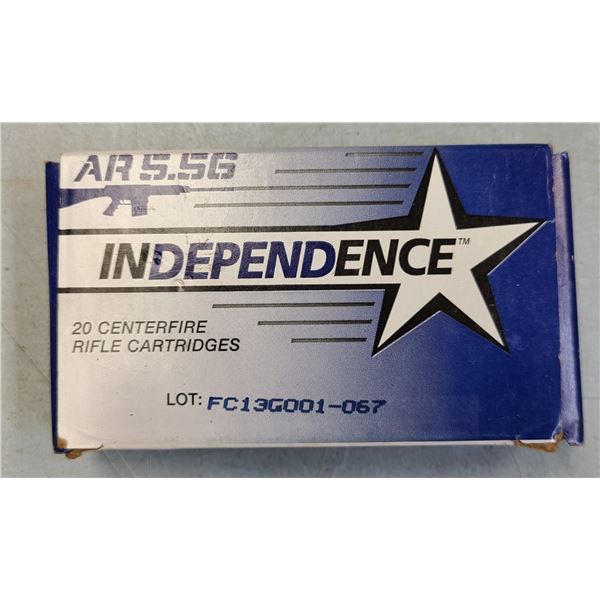 AR 5.56
INDEPENDENCE™
20 CENTERFIRE
RIFLE CARTRIDGES
LOT: FC13G001-067